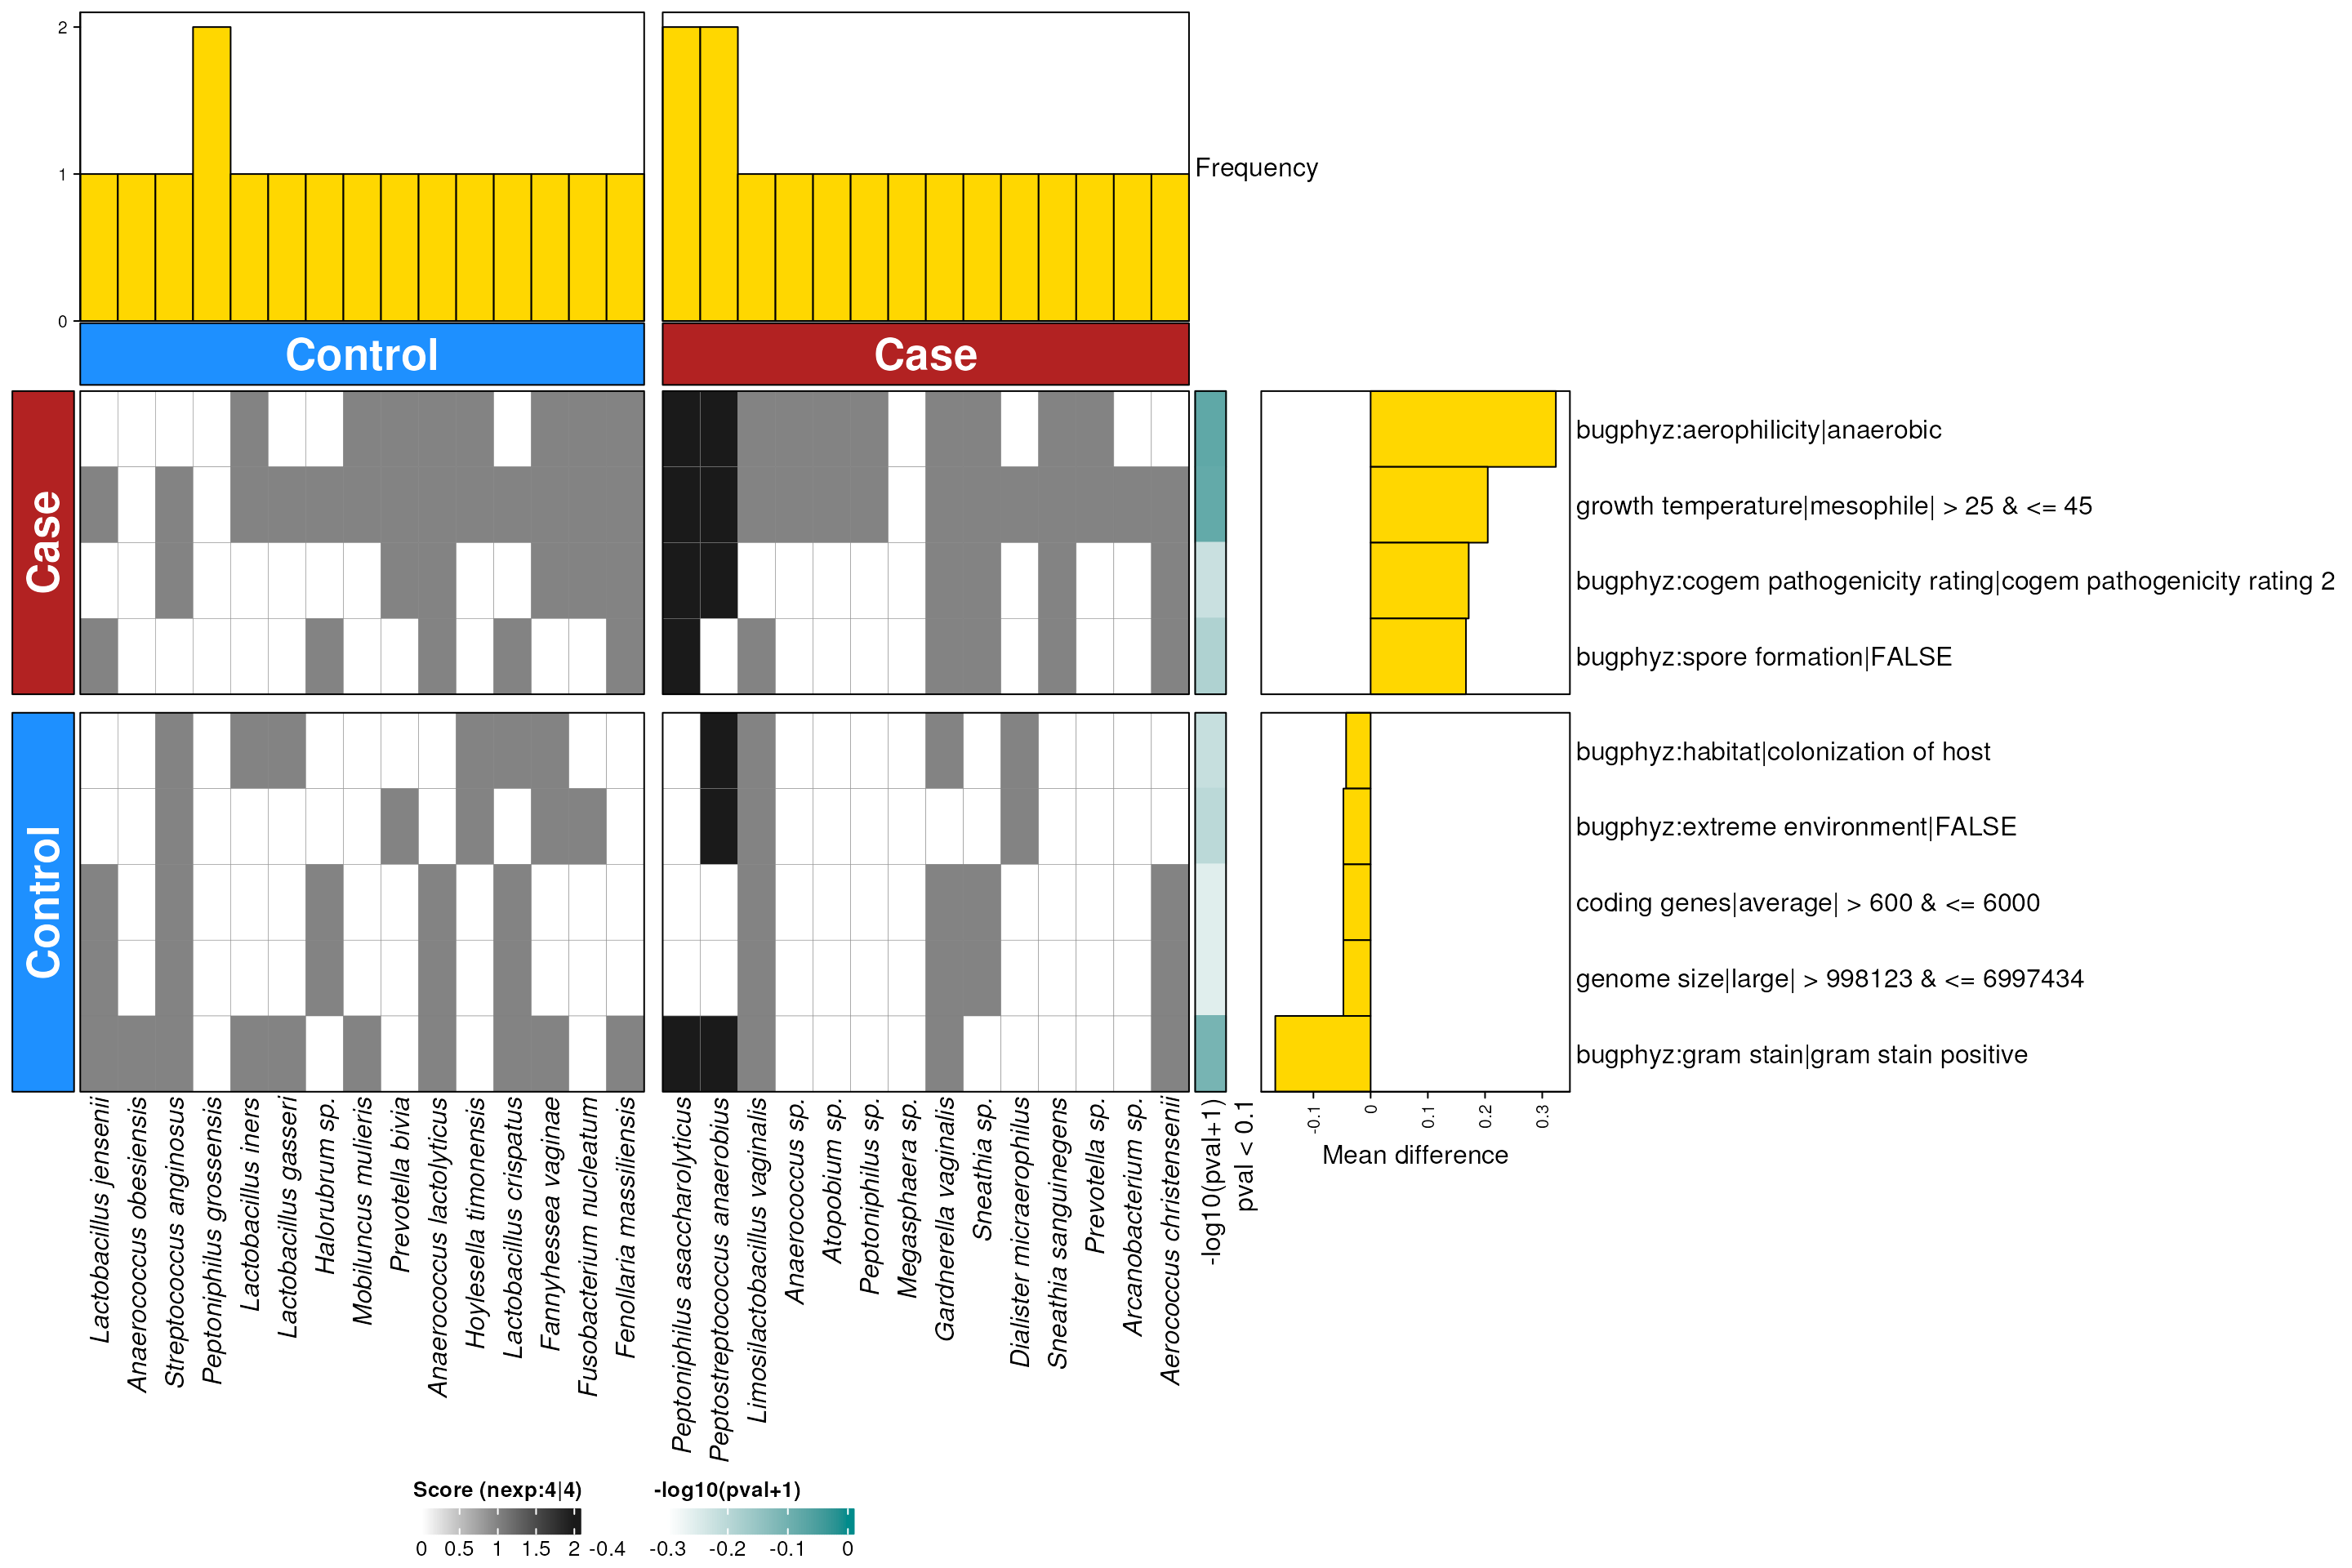 2
1
0
Frequency
Control
Case
Case
bugphyz:aerophilicity|anaerobic
growth temperature|mesophile| > 25 & <= 45
bugphyz:cogem pathogenicity rating|cogem pathogenicity rating 2
bugphyz:spore formation|FALSE
Control
bugphyz:habitat|colonization of host
bugphyz:extreme environment|FALSE
coding genes|average| > 600 & <= 6000
genome size|large| > 998123 & <= 6997434
bugphyz:gram stain|gram stain positive
Lactobacillus jensenii
Anaerococcus obesiensis
Streptococcus anginosus
Peptoniphilus grossensis
Lactobacillus iners
Lactobacillus gasseri
Halorubrum sp.
Mobiluncus mulieris
Prevotella bivia
Anaerococcus lactolyticus
Hoylesella timonensis
Lactobacillus crispatus
Fannyhessea vaginae
Fusobacterium nucleatum
Fenollaria massiliensis
Peptoniphilus asaccharolyticus
Peptostreptococcus anaerobius
Limosilactobacillus vaginalis
Anaerococcus sp.
Atopobium sp.
Peptoniphilus sp.
Megasphaera sp.
Gardnerella vaginalis
Sneathia sp.
Dialister micraerophilus
Sneathia sanguinegens
Prevotella sp.
Arcanobacterium sp.
Aerococcus christensenii
-log10(pval+1)
pval < 0.1
-0.1
0
0.1
0.2
0.3
Mean difference
Score (nexp:4|4)
0 0.5 1 1.5 2
-log10(pval+1)
-0.4 -0.3 -0.2 -0.1 0